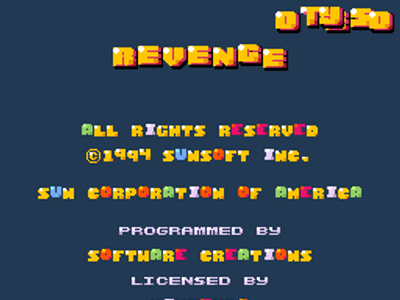 REVENGE
ALL RIGHTS RESERVED
©1994 SUNSOFT INC.
SUN CORPORATION OF AMERICA
PROGRAMMED BY
SOFTWARE CREATIONS
LICENSED BY